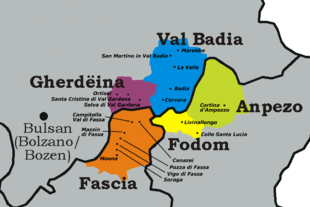 Val Badia
Marebbe
San Martino in Val Badia
La Valle
Gherdëina
Badia
Ortisei
Santa Cristina di Val Gardena
Selva di Val Gardena
Corvara
Cortina
d'Ampezzo
Anpezo
Campitello
Val di Fassa
Livinallongo
Bulsan
(Bolzano/
Bozen)
Mazzin
di Fassa
Colle Santa Lucia
Fodom
Moena
Canazei
Pozza di Fassa
Vigo di Fassa
Soraga
Fascia